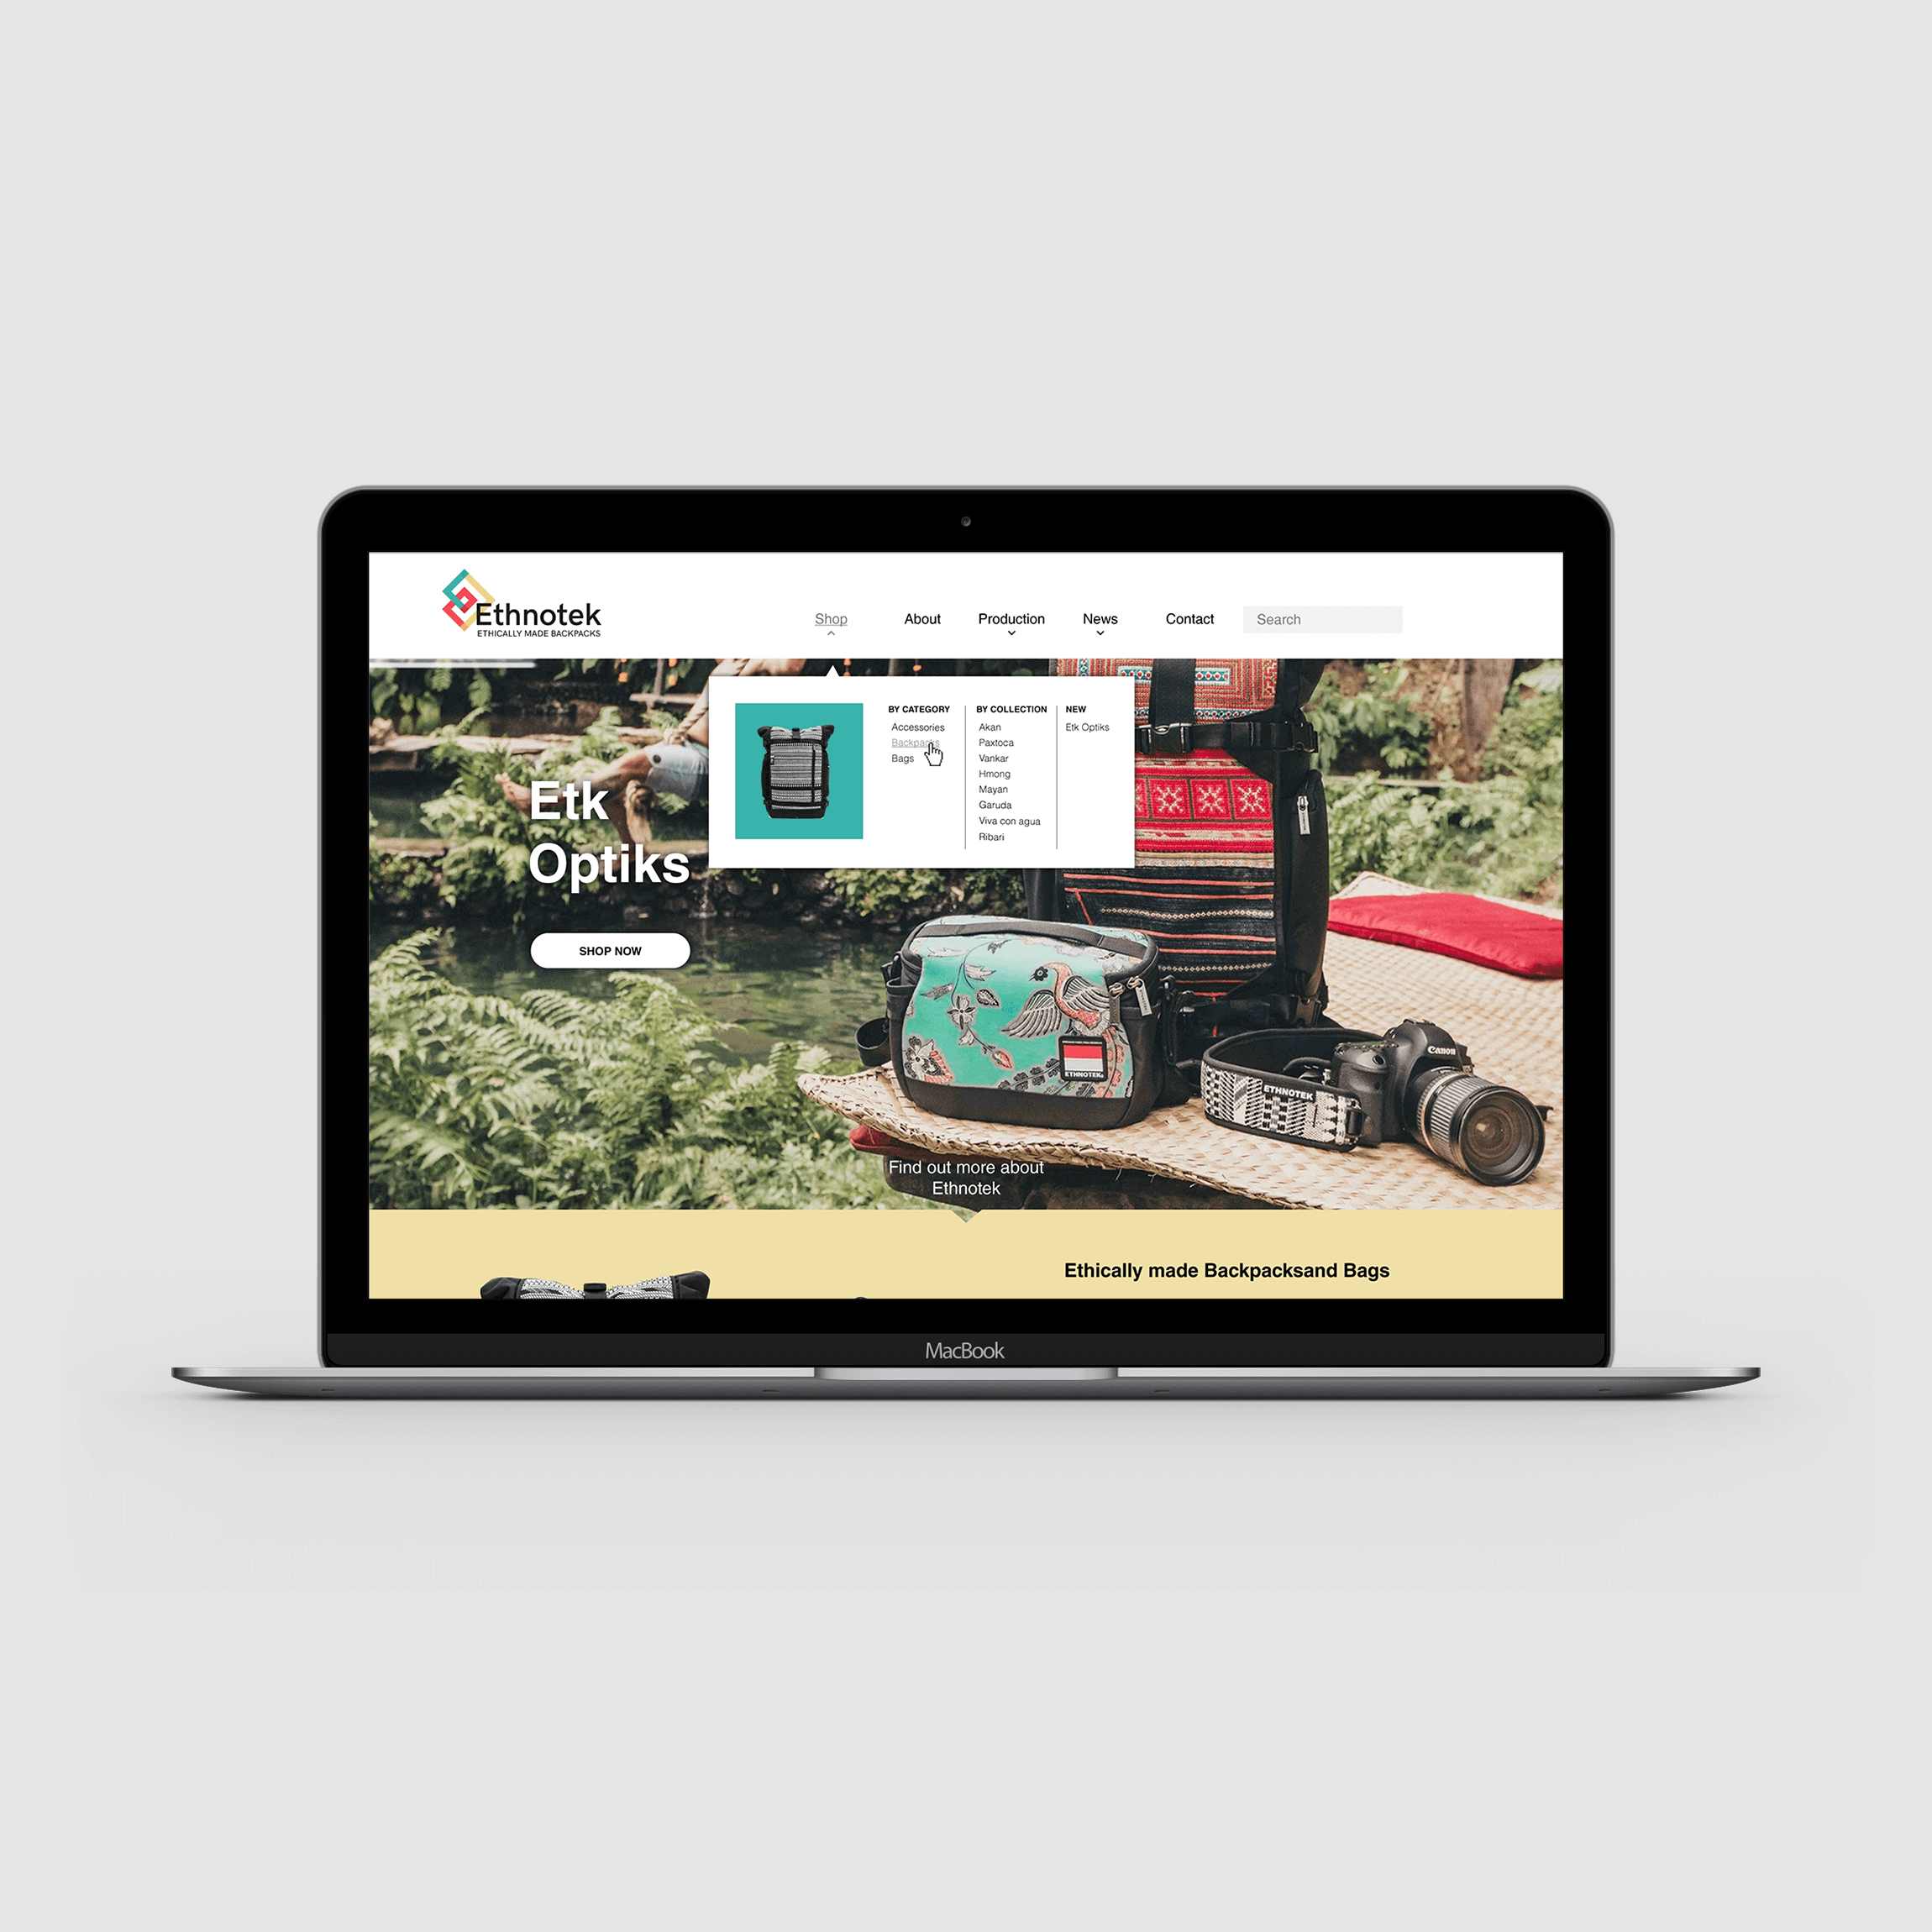 Ethnotek
ETHICALLY MADE BACKPACKS
Shop
About
Production
News
Contact
Search
BY CATEGORY
Accessories
Backpacks
Bags
BY COLLECTION
Akan
Paxtoca
Vankar
Hmong
Mayan
Garuda
Viva con agua
Ribari
NEW
Etk Optiks
Etk
Optiks
SHOP NOW
ETHNOTEK
ETHNOTEK
Canon
Find out more about
Ethnotek
Ethically made Backpacksand Bags
MacBook